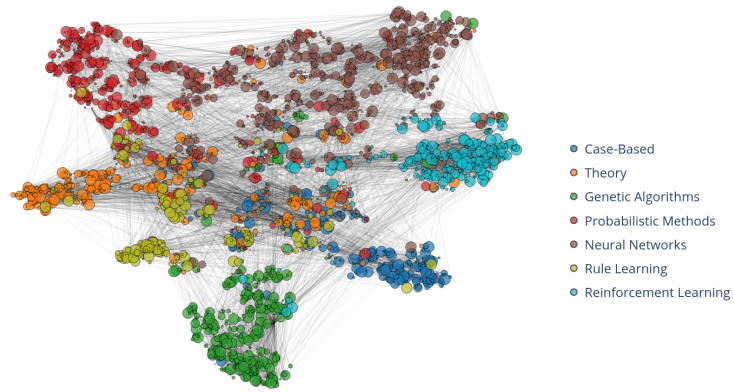 Case-Based
Theory
Genetic Algorithms
Probabilistic Methods
Neural Networks
Rule Learning
Reinforcement Learning